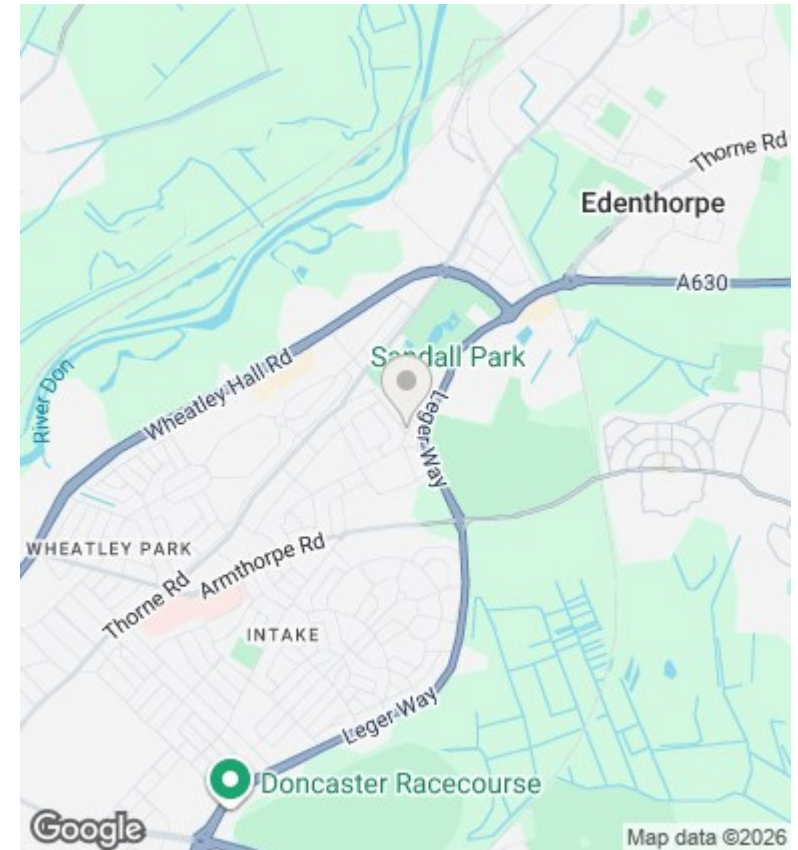 Thorne Rd
Edenthorpe
A630
Sandall Park
Wheatley Hall Rd
River Don
Leger Way
WHEATLEY PARK
Armthorpe Rd
Thorne Rd
INTAKE
Leger Way
Doncaster Racecourse
Google
Map data ©2026